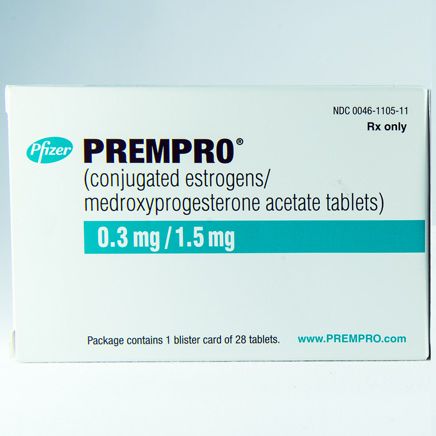 NDC 0046-1105-11
Rx only
Pfizer PREMPRO®
(conjugated estrogens/
medroxyprogesterone acetate tablets)
0.3 mg/1.5 mg
Package contains 1 blister card of 28 tablets. www.PREMPRO.com